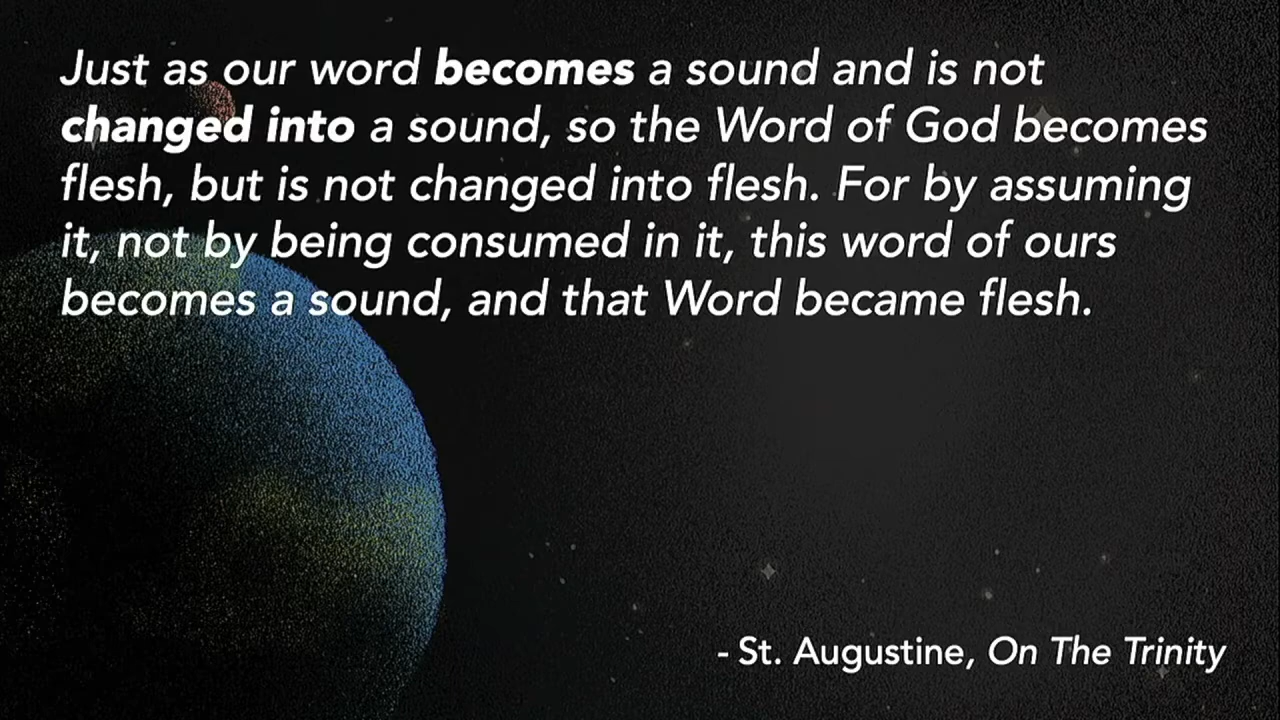 Just as our word becomes a sound and is not
changed into a sound, so the Word of God becomes
flesh, but is not changed into flesh. For by assuming
it, not by being consumed in it, this word of ours
becomes a sound, and that Word became flesh.
- St. Augustine, On The Trinity